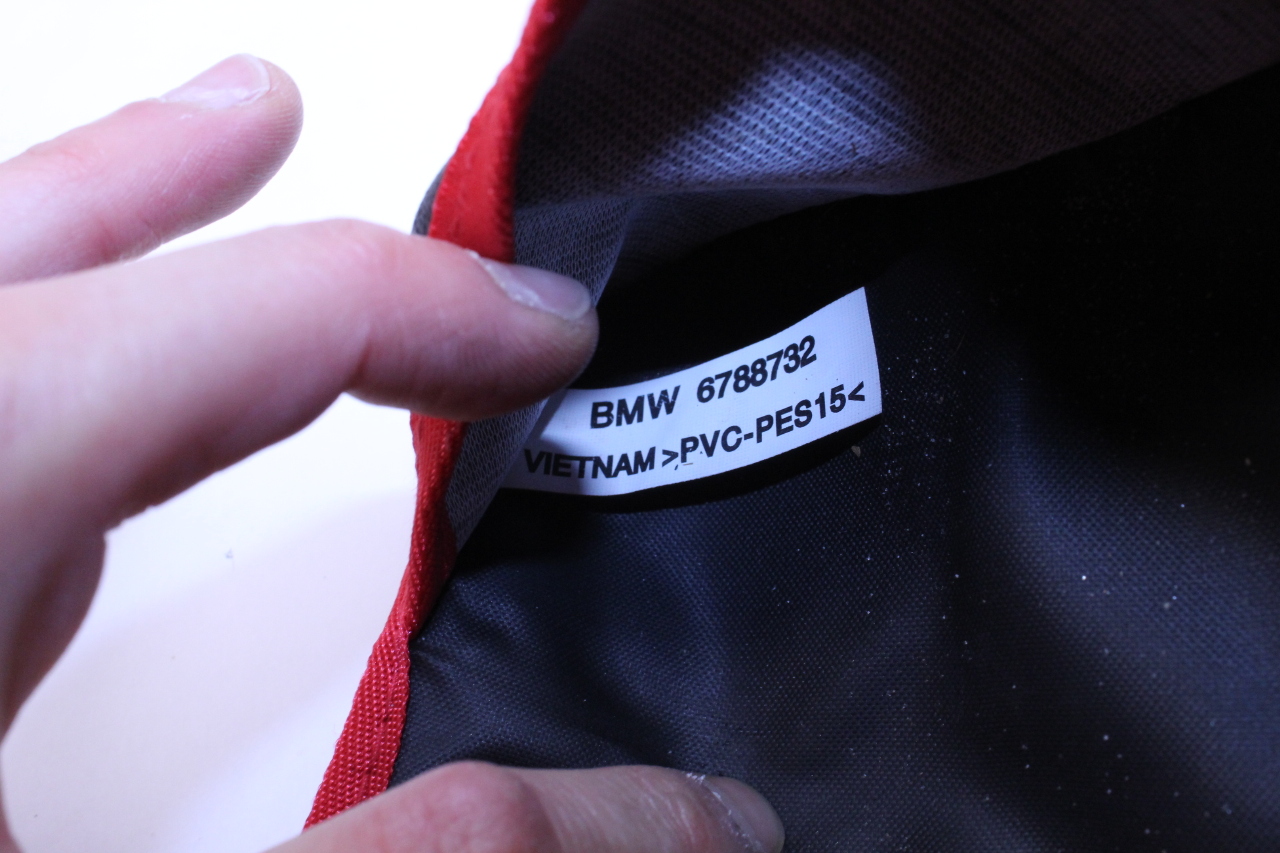 BMW 6788732
VIETNAM >PVC-PES15<